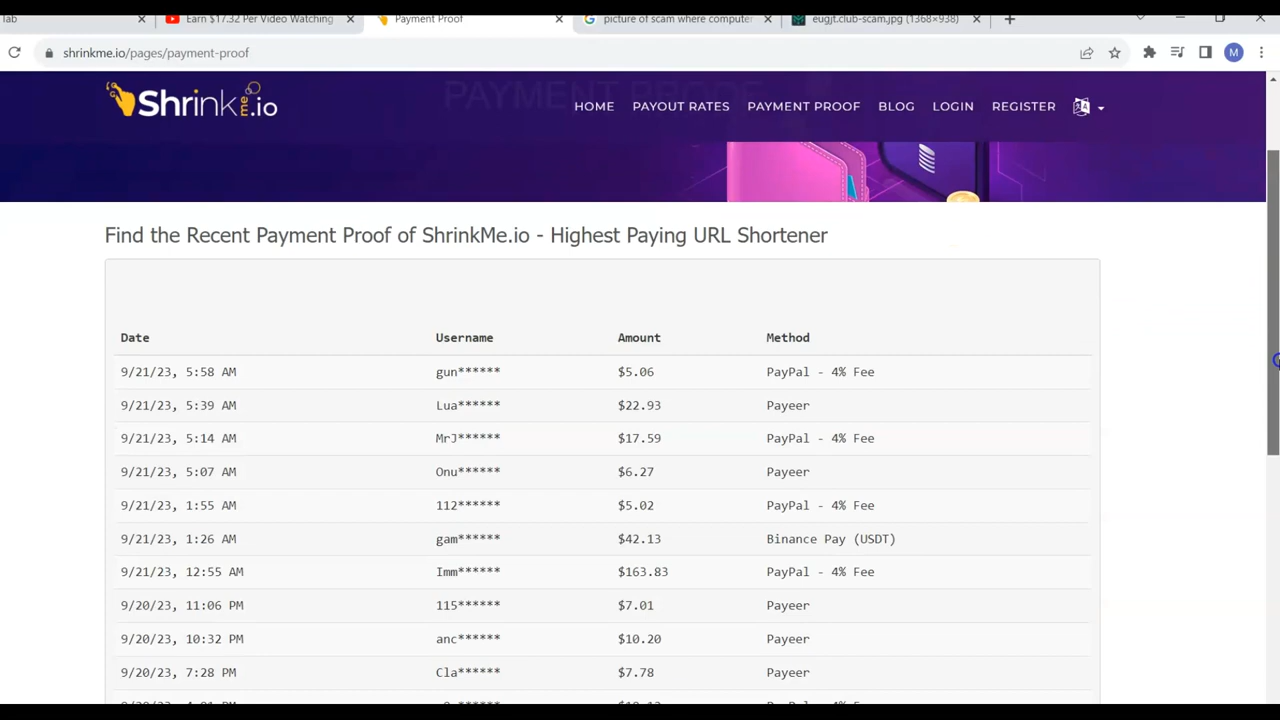 Tab
Earn $17.32 Per Video Watching
Payment Proof
picture of scam where computer
eugjt.club-scam.jpg (1368×938)
shrinkme.io/pages/payment-proof
M
Shrinkme.io
PAYMENT PROOF
HOME
PAYOUT RATES
PAYMENT PROOF
BLOG
LOGIN
REGISTER
Find the Recent Payment Proof of ShrinkMe.io - Highest Paying URL Shortener
Date Username Amount Method
9/21/23, 5:58 AM gun****** $5.06 PayPal - 4% Fee
9/21/23, 5:39 AM Lua****** $22.93 Payeer
9/21/23, 5:14 AM MrJ****** $17.59 PayPal - 4% Fee
9/21/23, 5:07 AM Onu****** $6.27 Payeer
9/21/23, 1:55 AM 112****** $5.02 PayPal - 4% Fee
9/21/23, 1:26 AM gam****** $42.13 Binance Pay (USDT)
9/21/23, 12:55 AM Imm****** $163.83 PayPal - 4% Fee
9/20/23, 11:06 PM 115****** $7.01 Payeer
9/20/23, 10:32 PM anc****** $10.20 Payeer
9/20/23, 7:28 PM Cla****** $7.78 Payeer